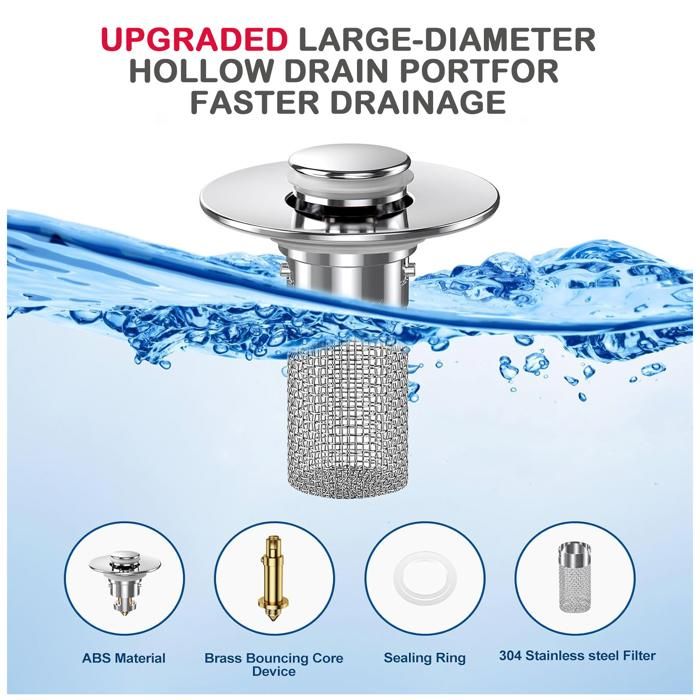 UPGRADED LARGE-DIAMETER
HOLLOW DRAIN PORTFOR
FASTER DRAINAGE
ABS Material
Brass Bouncing Core
Device
Sealing Ring
304 Stainless steel Filter